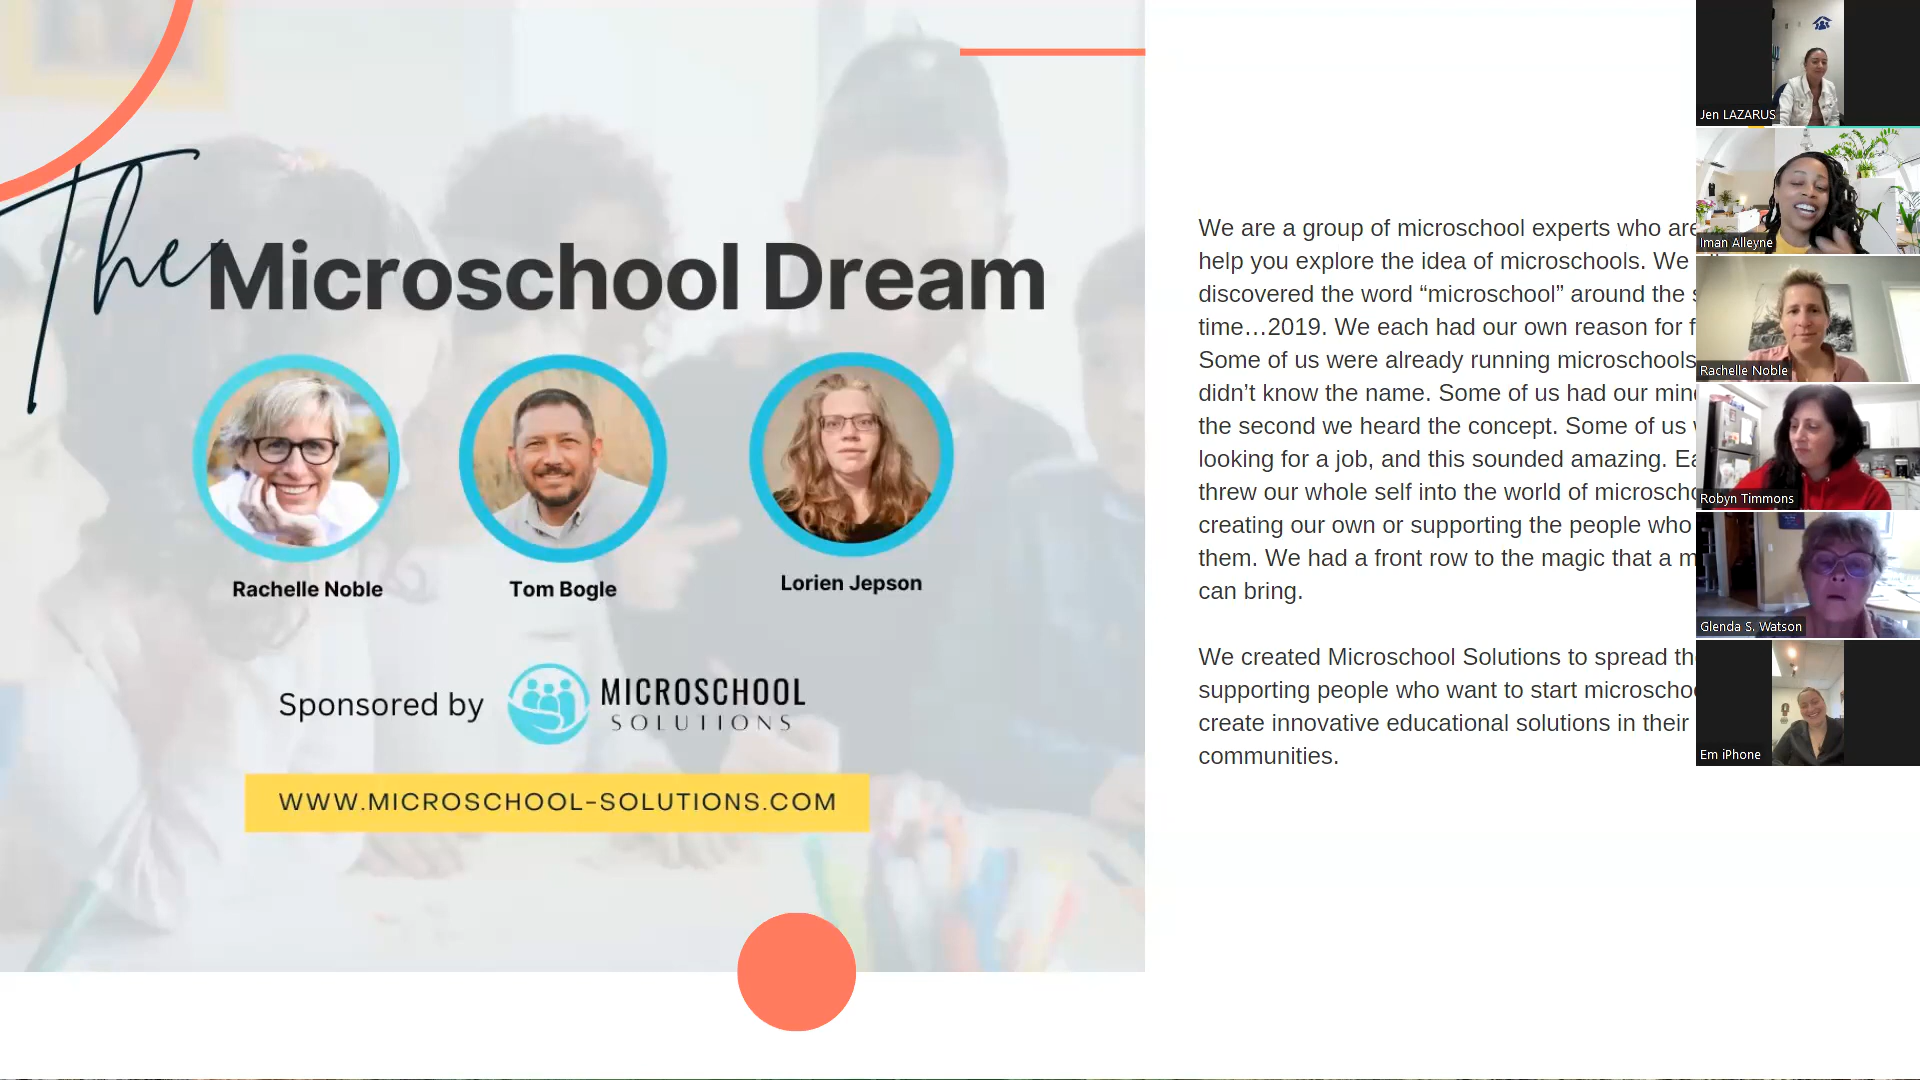 The
Microschool Dream
Rachelle Noble
Tom Bogle
Lorien Jepson
Sponsored by
MICROSCHOOL
SOLUTIONS
WWW.MICROSCHOOL-SOLUTIONS.COM
We are a group of microschool experts who are
help you explore the idea of microschools. We
discovered the word “microschool” around the
time…2019. We each had our own reason for
Some of us were already running microschools
didn’t know the name. Some of us had our
the second we heard the concept. Some of us
looking for a job, and this sounded amazing.
threw our whole self into the world of
creating our own or supporting the people who
them. We had a front row to the magic that a
can bring.
We created Microschool Solutions to spread
supporting people who want to start
create innovative educational solutions in their
communities.
Jen LAZARUS
Iman Alleyne
Rachelle Noble
Robyn Timmons
Glenda S. Watson
Em iPhone